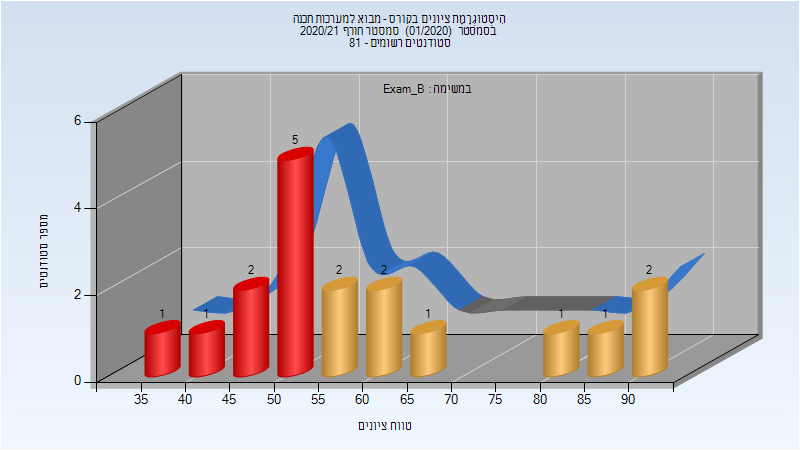 היסטוגרמת ציונים בקורס - מבוא למערכות תכנה
בסמסטר (01/2020) סמסטר חורף 2020/21
סטודנטים רשומים - 81
במשימה : Exam_B
מספר סטודנטים
6
4
2
0
1
1
2
5
2
2
1
1
1
2
35 40 45 50 55 60 65 70 75 80 85 90
טווח ציונים